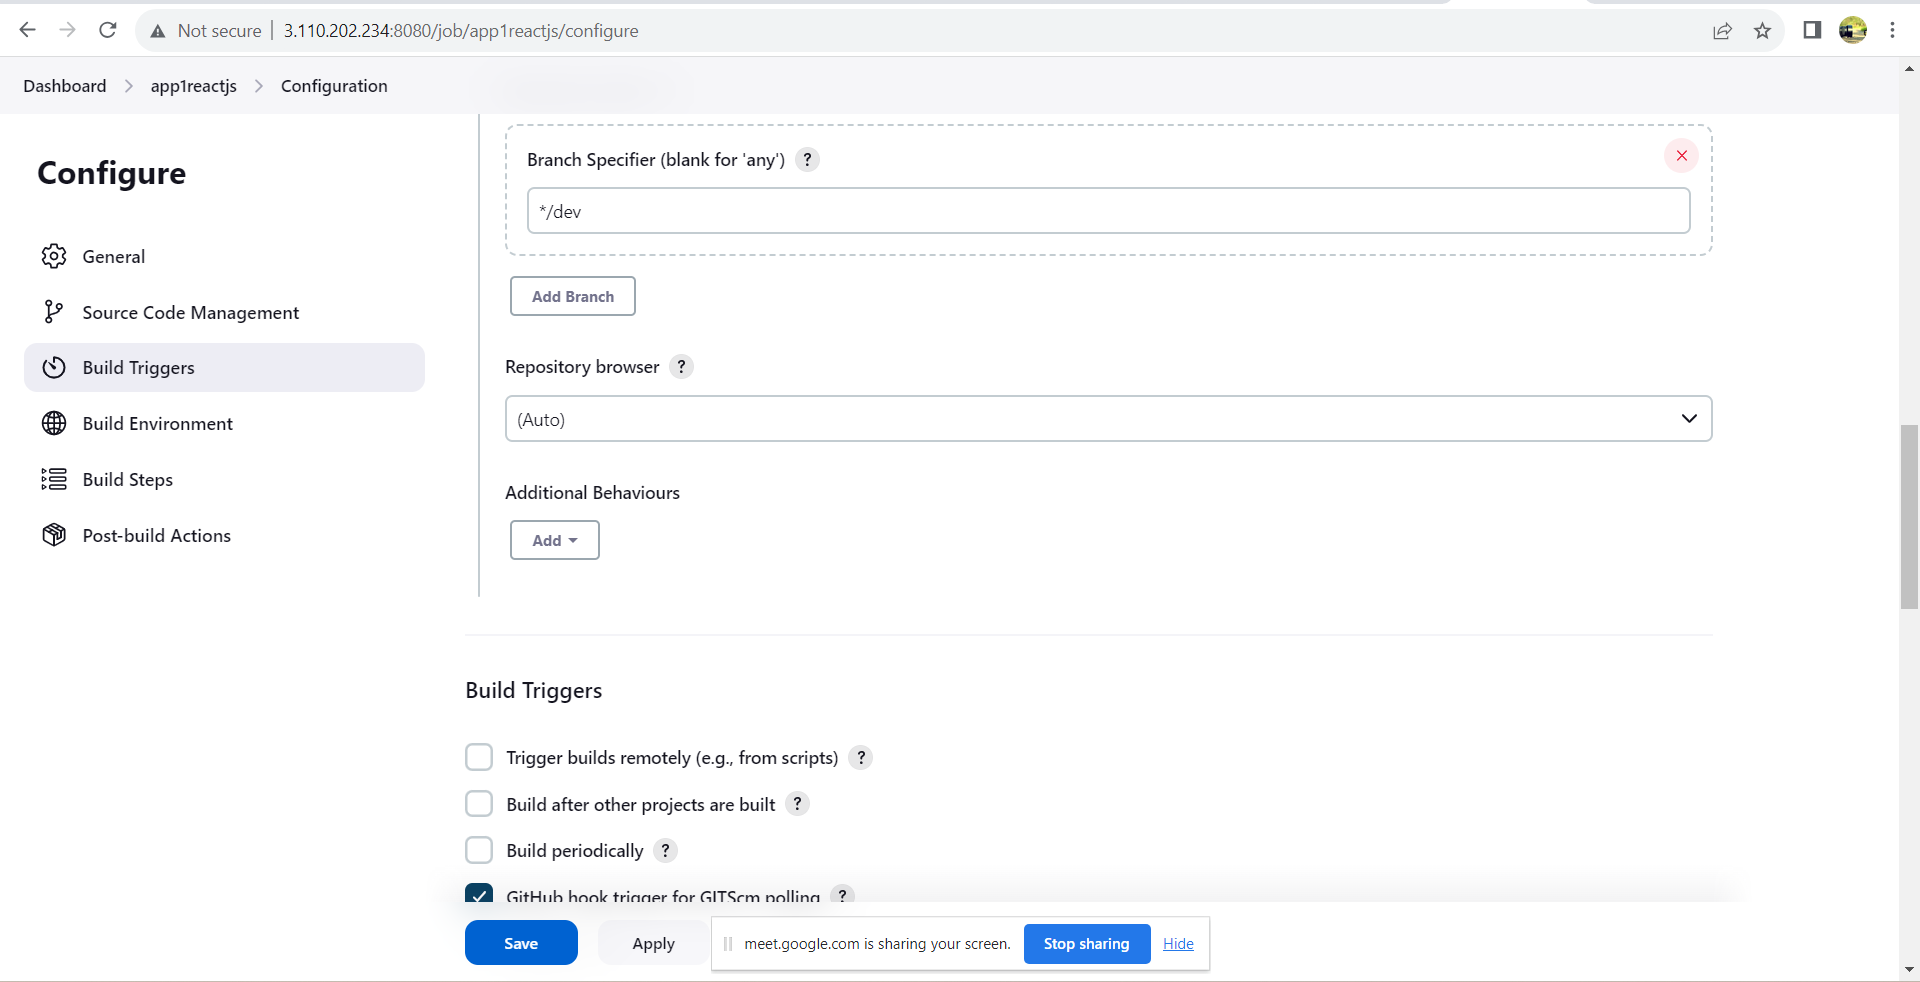 Not secure | 3.110.202.234:8080/job/app1reactjs/configure
Dashboard > app1reactjs > Configuration
Configure
General
Source Code Management
Build Triggers
Build Environment
Build Steps
Post-build Actions
Branch Specifier (blank for 'any') ?
*/dev
Add Branch
Repository browser ?
(Auto)
Additional Behaviours
Add
Build Triggers
Trigger builds remotely (e.g., from scripts) ?
Build after other projects are built ?
Build periodically ?
GitHub hook trigger for GITScm polling ?
Save
Apply
meet.google.com is sharing your screen.
Stop sharing
Hide